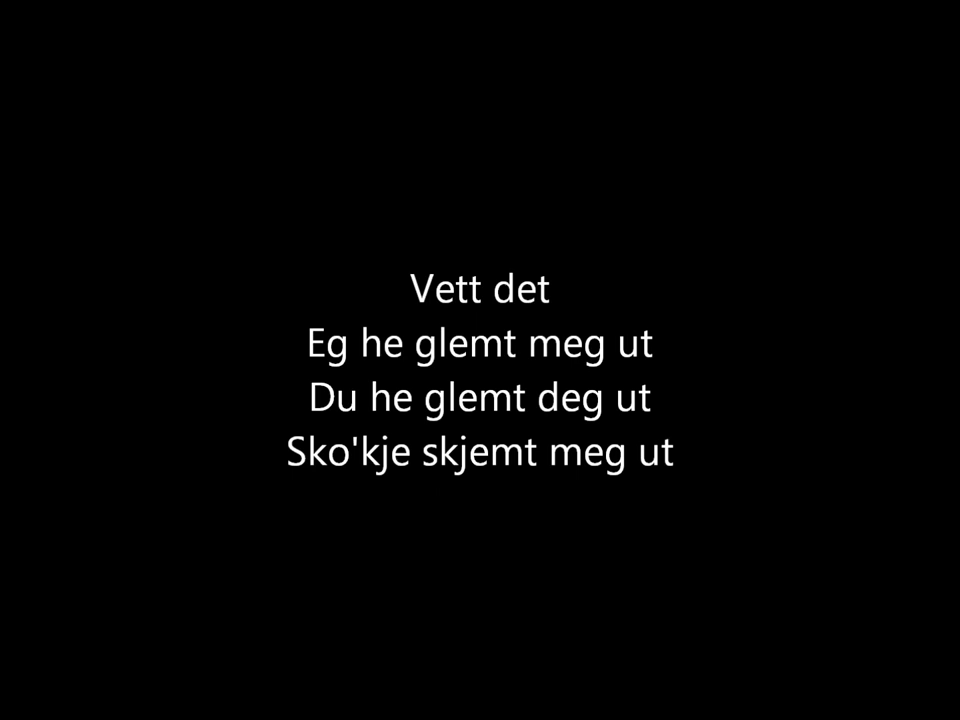 Vett det
Eg he glemt meg ut
Du he glemt deg ut
Sko'kje skjemt meg ut